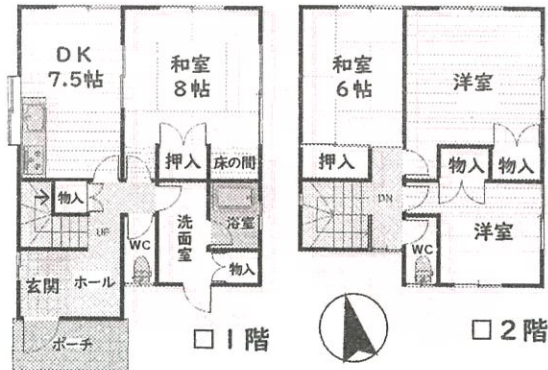 DK
7.5帖
和室
8帖
押入
床の間
物入
UP
WC
洗面室
浴室
物入
玄関
ホール
ポーチ
□1階
和室
6帖
洋室
押入
物入
物入
DN
WC
洋室
□2階